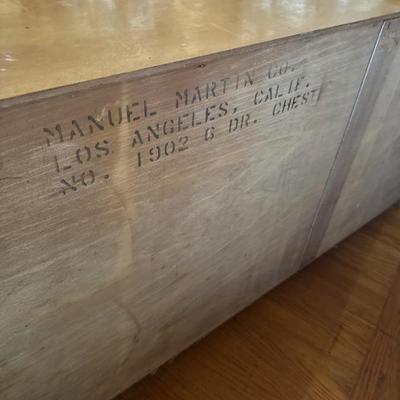 MANUEL MARTIN CO.
LOS ANGELES, CALIF.
NO. 1902 6 DR. CHEST